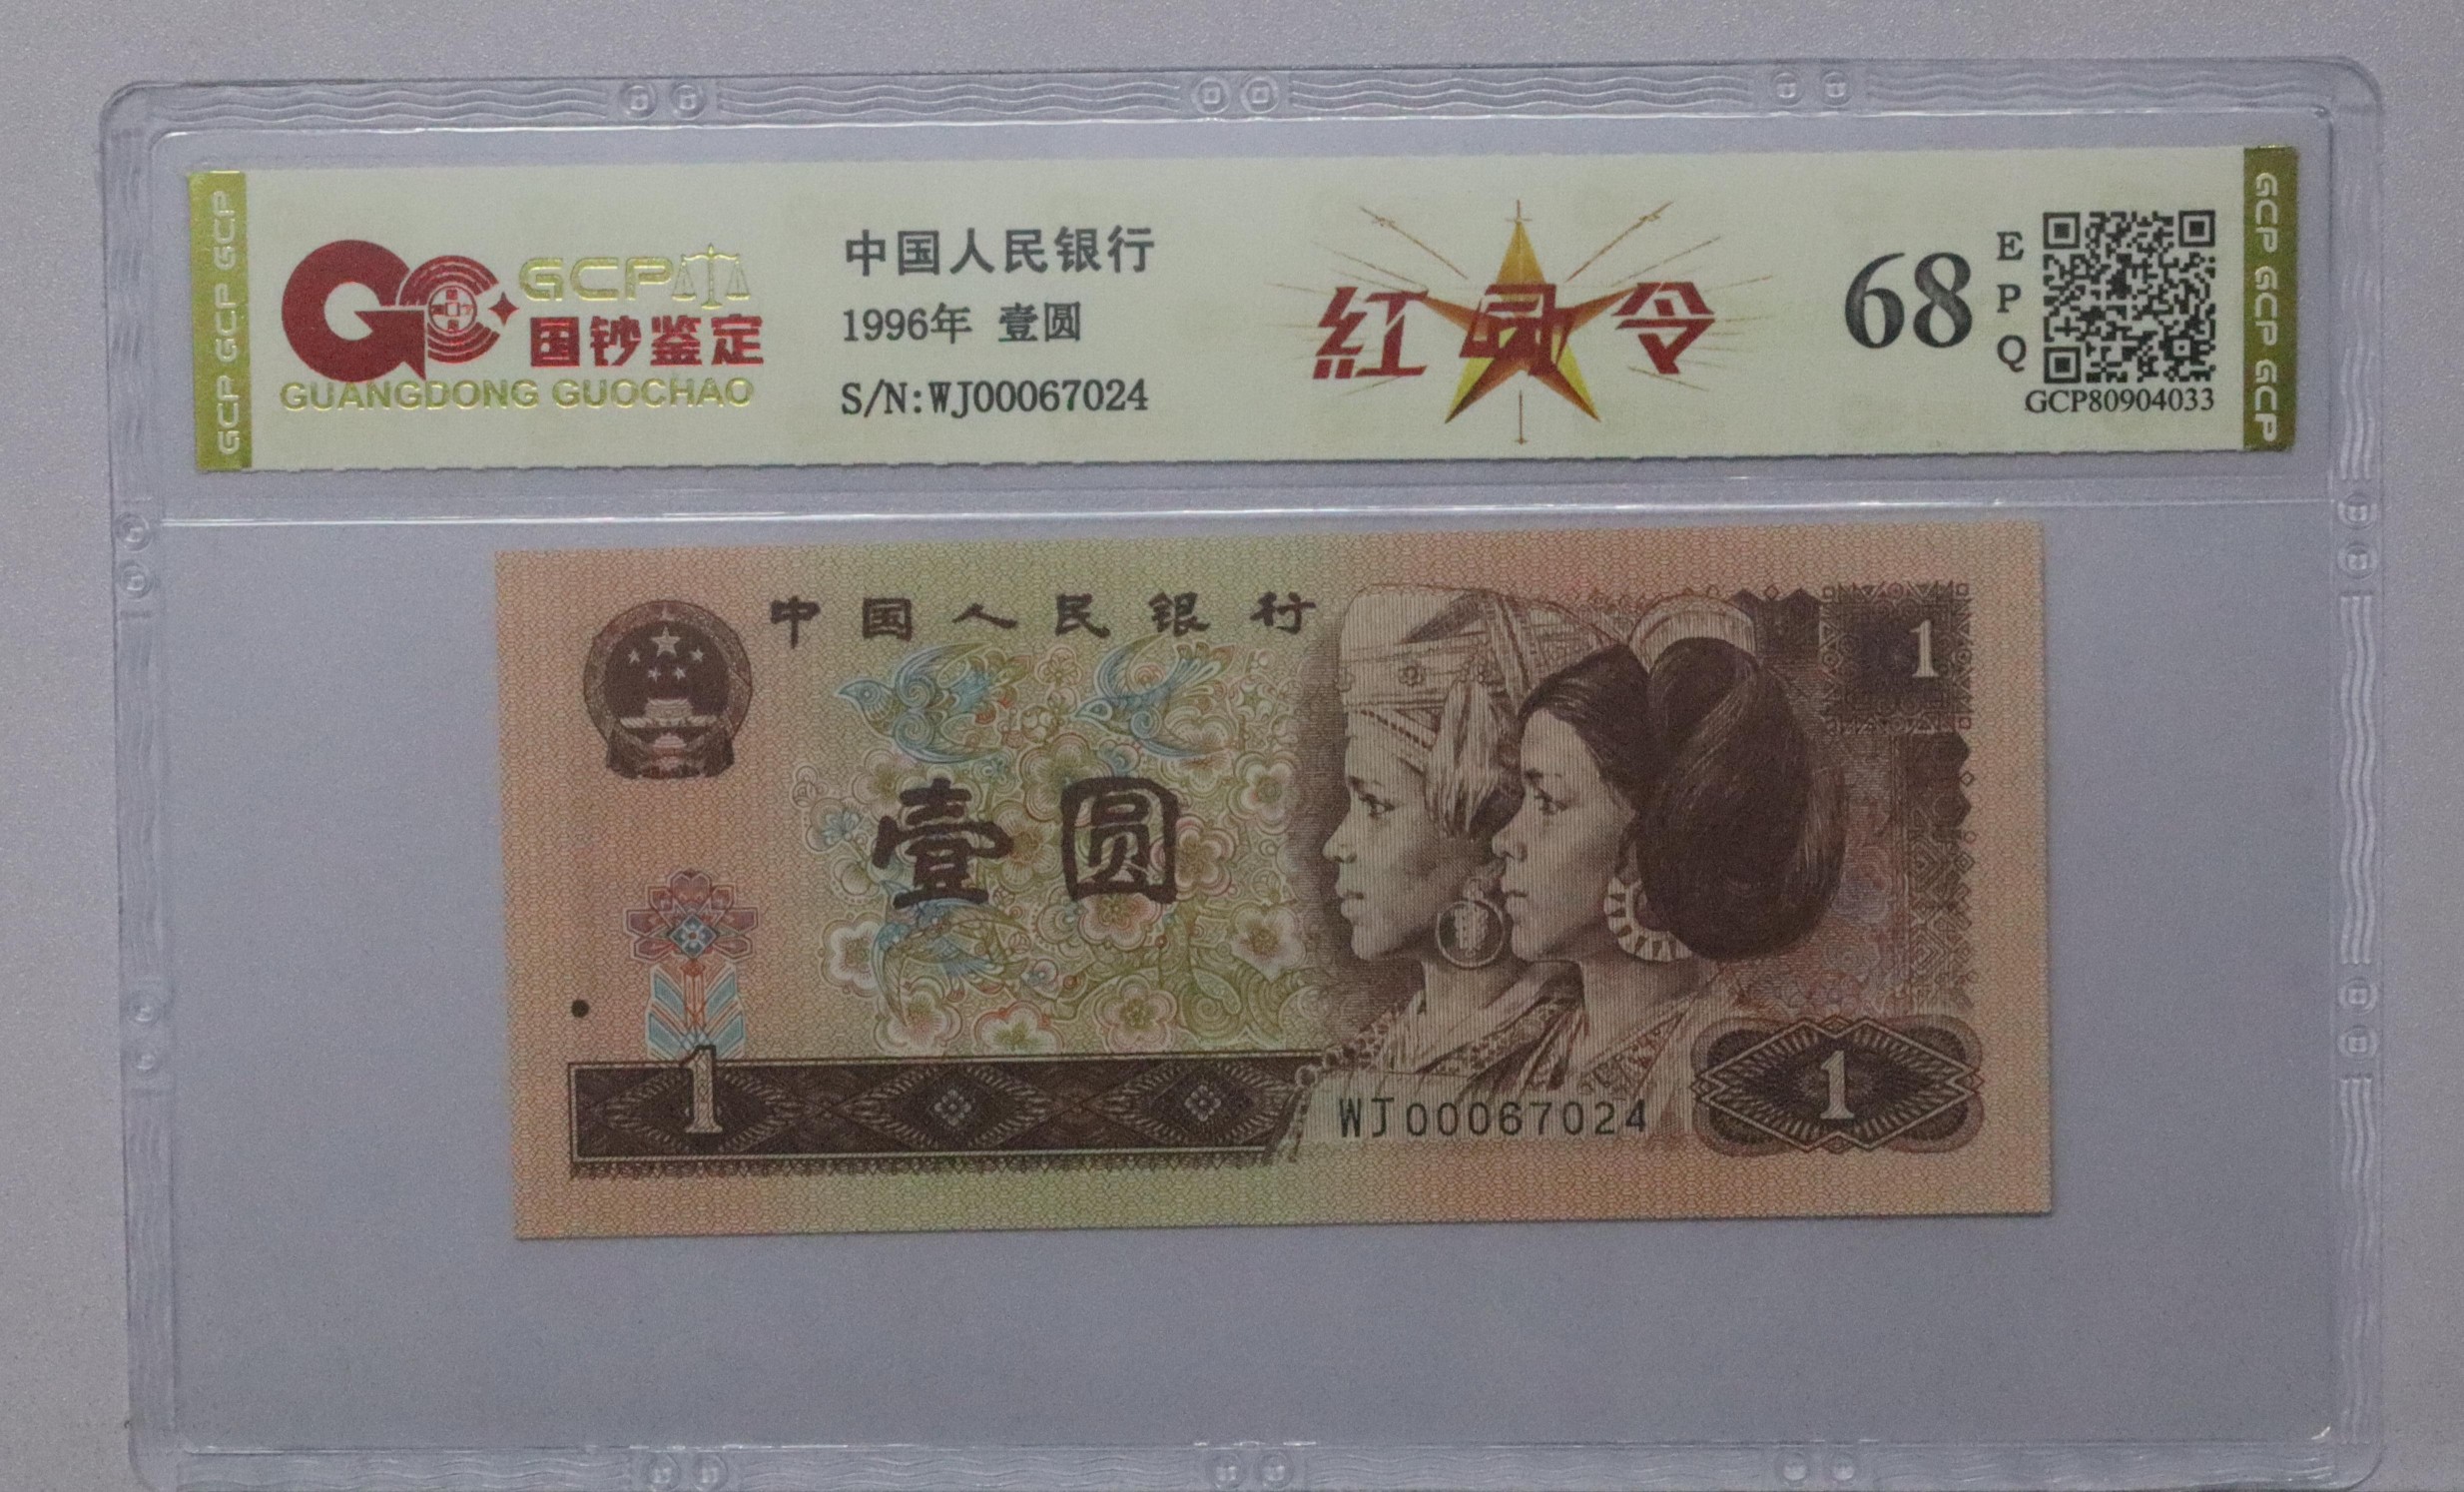 GCP GCP GCP
GCP
国钞鉴定
GUANGDONG GUOCHAO
中国人民银行
1996年 壹圆
S/N:WJ00067024
紅 令
68
E
P
Q
GCP80904033
GCP GCP GCP
中国人民银行
1
壹圆
1
WJ00067024
1